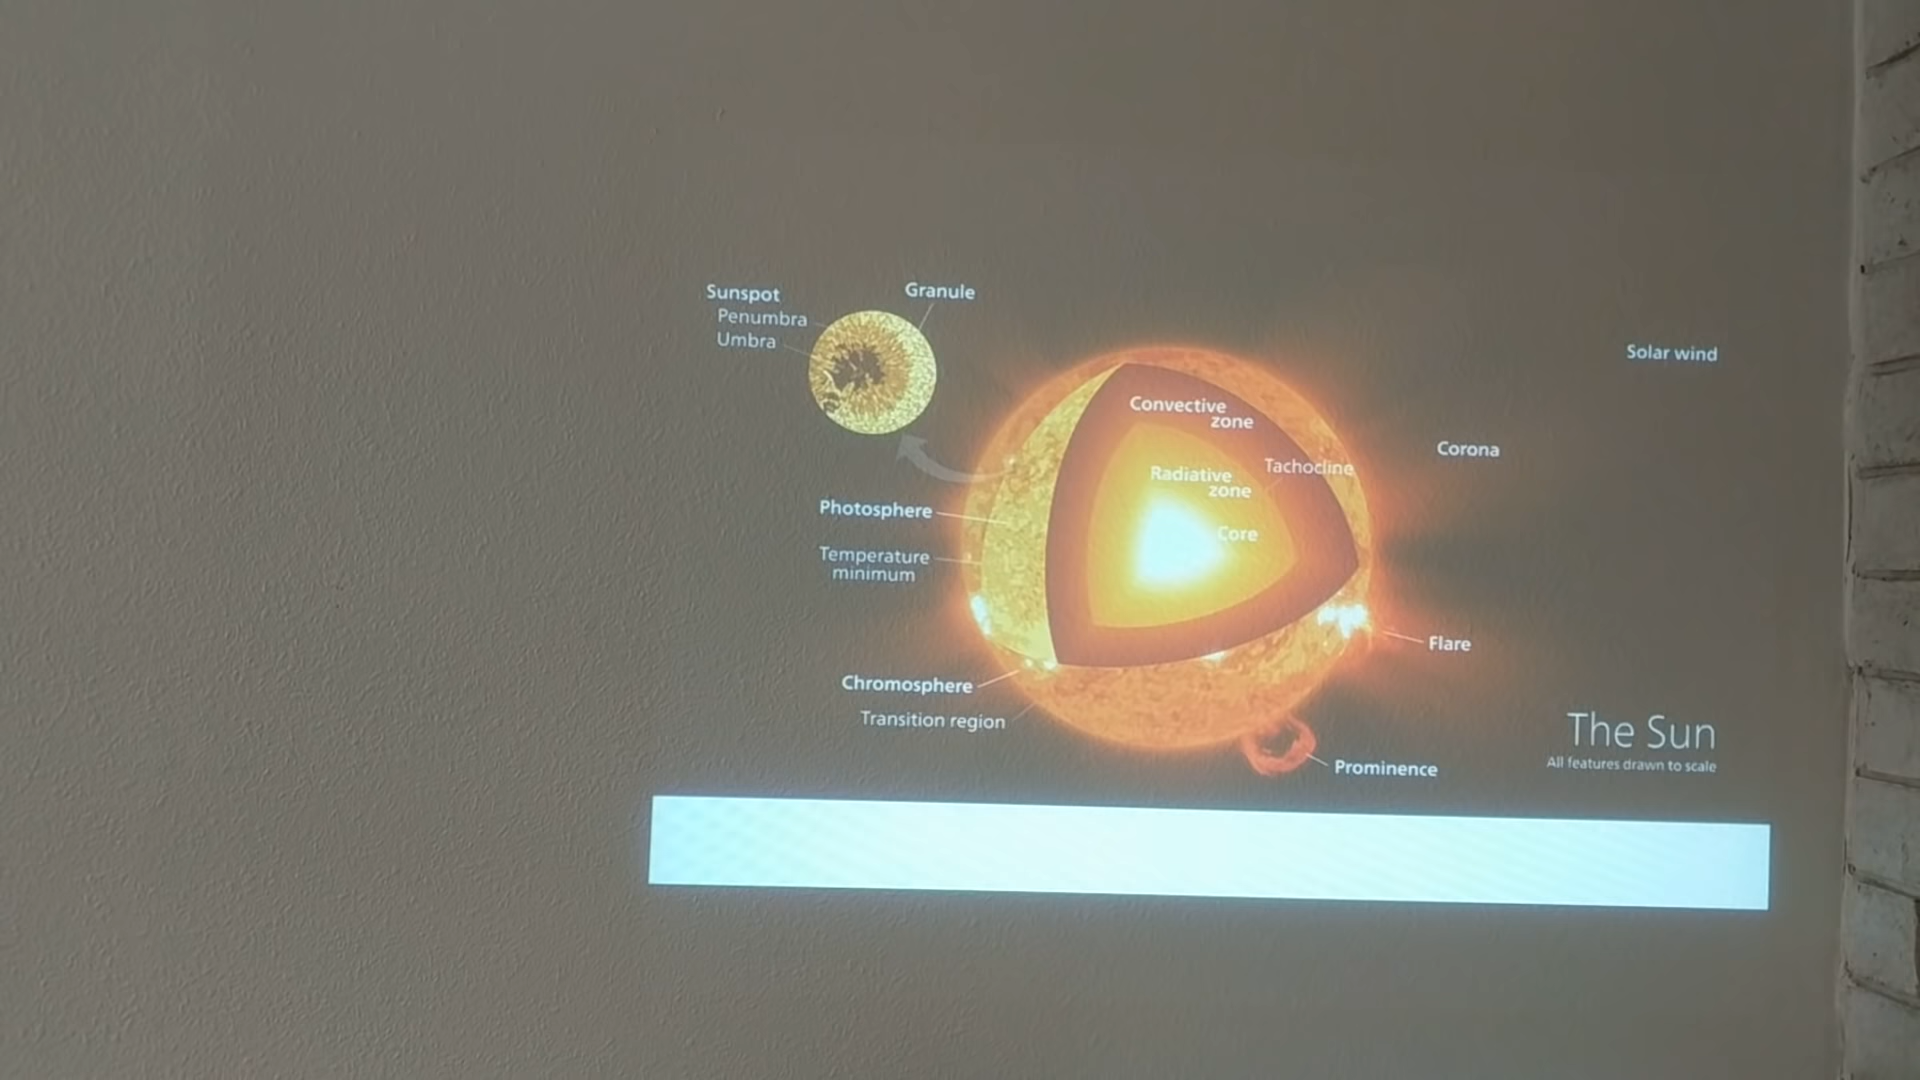 Sunspot
Penumbra
Umbra
Granule
Solar wind
Convective
zone
Corona
Radiative
zone
Tachocline
Core
Photosphere
Temperature
minimum
Flare
Chromosphere
Transition region
Prominence
The Sun
All features drawn to scale